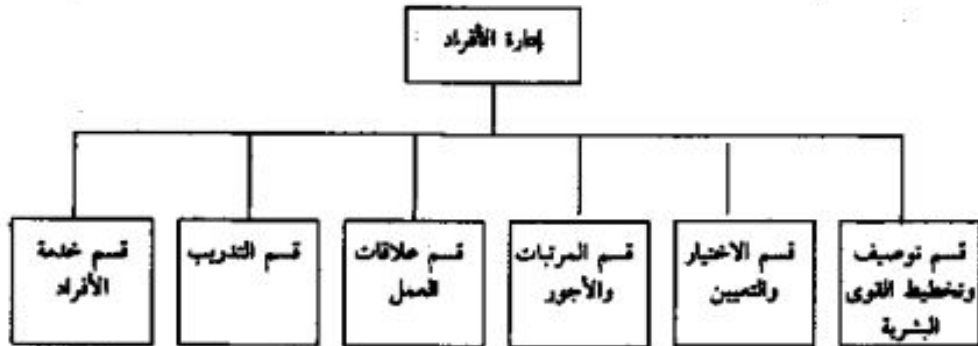 إدارة الأفراد
قسم توصيف
وتخطيط القوى
البشرية
قسم الاختيار
والتعيين
قسم المرتبات
والأجور
قسم علاقات
العمل
قسم التدريب
قسم خدمة
الأفراد